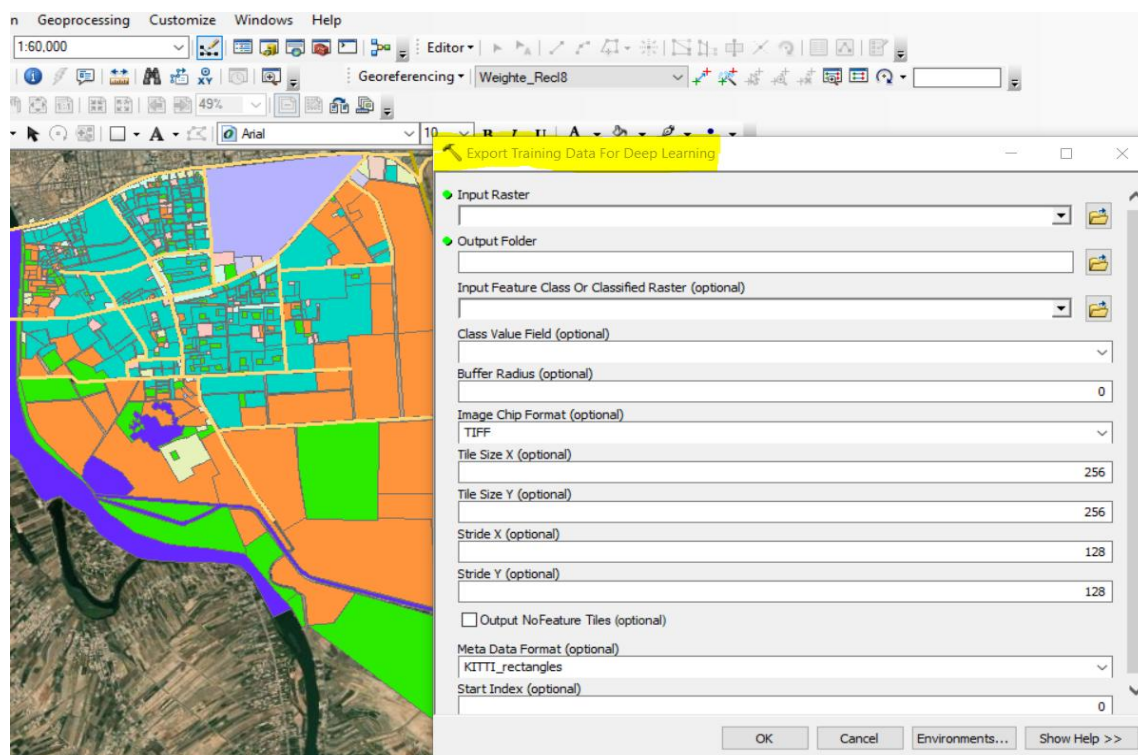 n Geoprocessing Customize Windows Help
1:60,000
Editor
Georeferencing Weighte_Recl8
49%
A Arial 10 B I U A
Export Training Data For Deep Learning
Input Raster
Output Folder
Input Feature Class Or Classified Raster (optional)
Class Value Field (optional)
Buffer Radius (optional)
0
Image Chip Format (optional)
TIFF
Tile Size X (optional)
256
Tile Size Y (optional)
256
Stride X (optional)
128
Stride Y (optional)
128
Output NoFeature Tiles (optional)
Meta Data Format (optional)
KITTI_rectangles
Start Index (optional)
0
OK Cancel Environments... Show Help >>